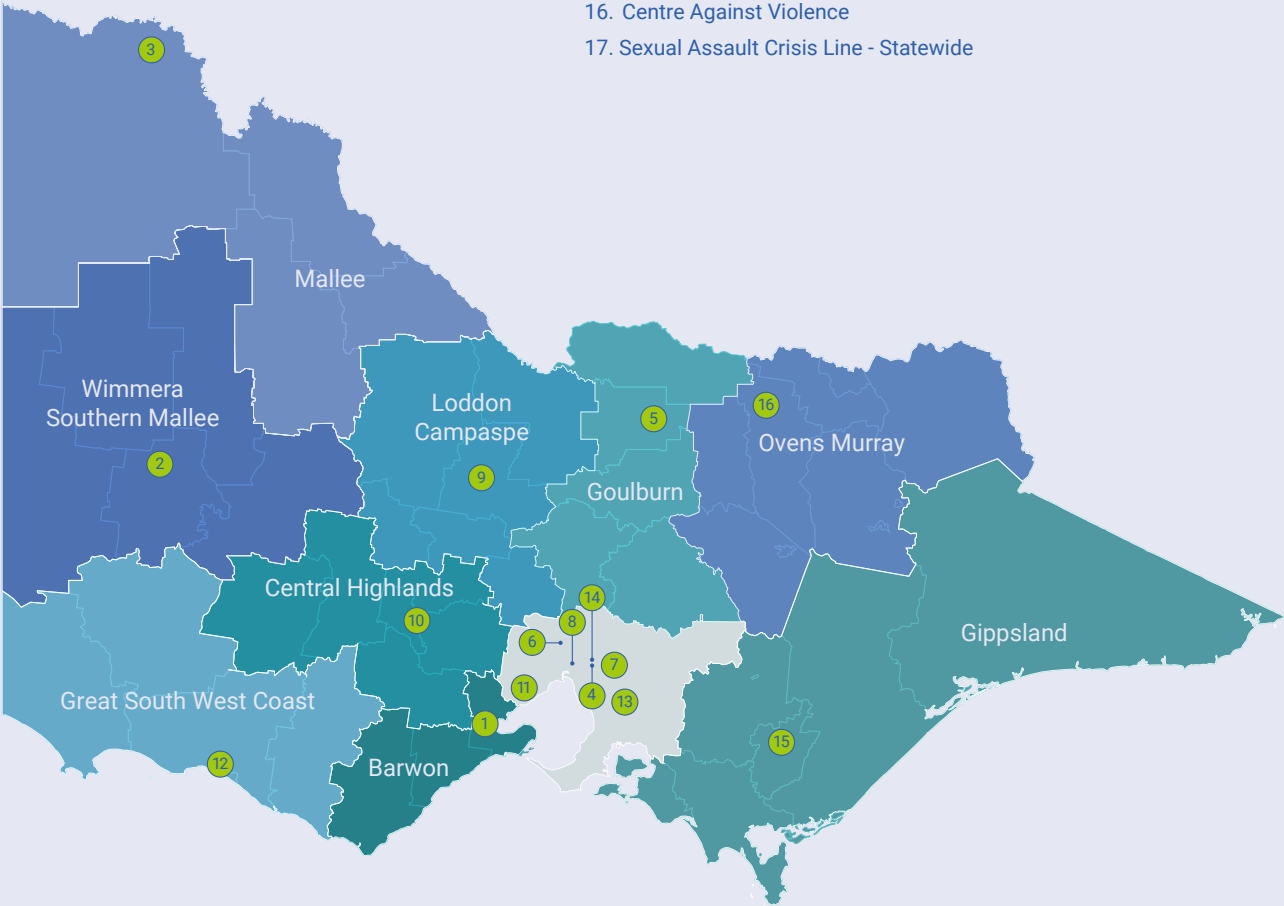 16. Centre Against Violence
17. Sexual Assault Crisis Line - Statewide
3
Mallee
Wimmera
Southern Mallee
Loddon
Campaspe
16
5
Ovens Murray
2
9
Goulburn
Central Highlands
14
10
8
6
Gippsland
7
11
4
13
Great South West Coast
1
15
12
Barwon